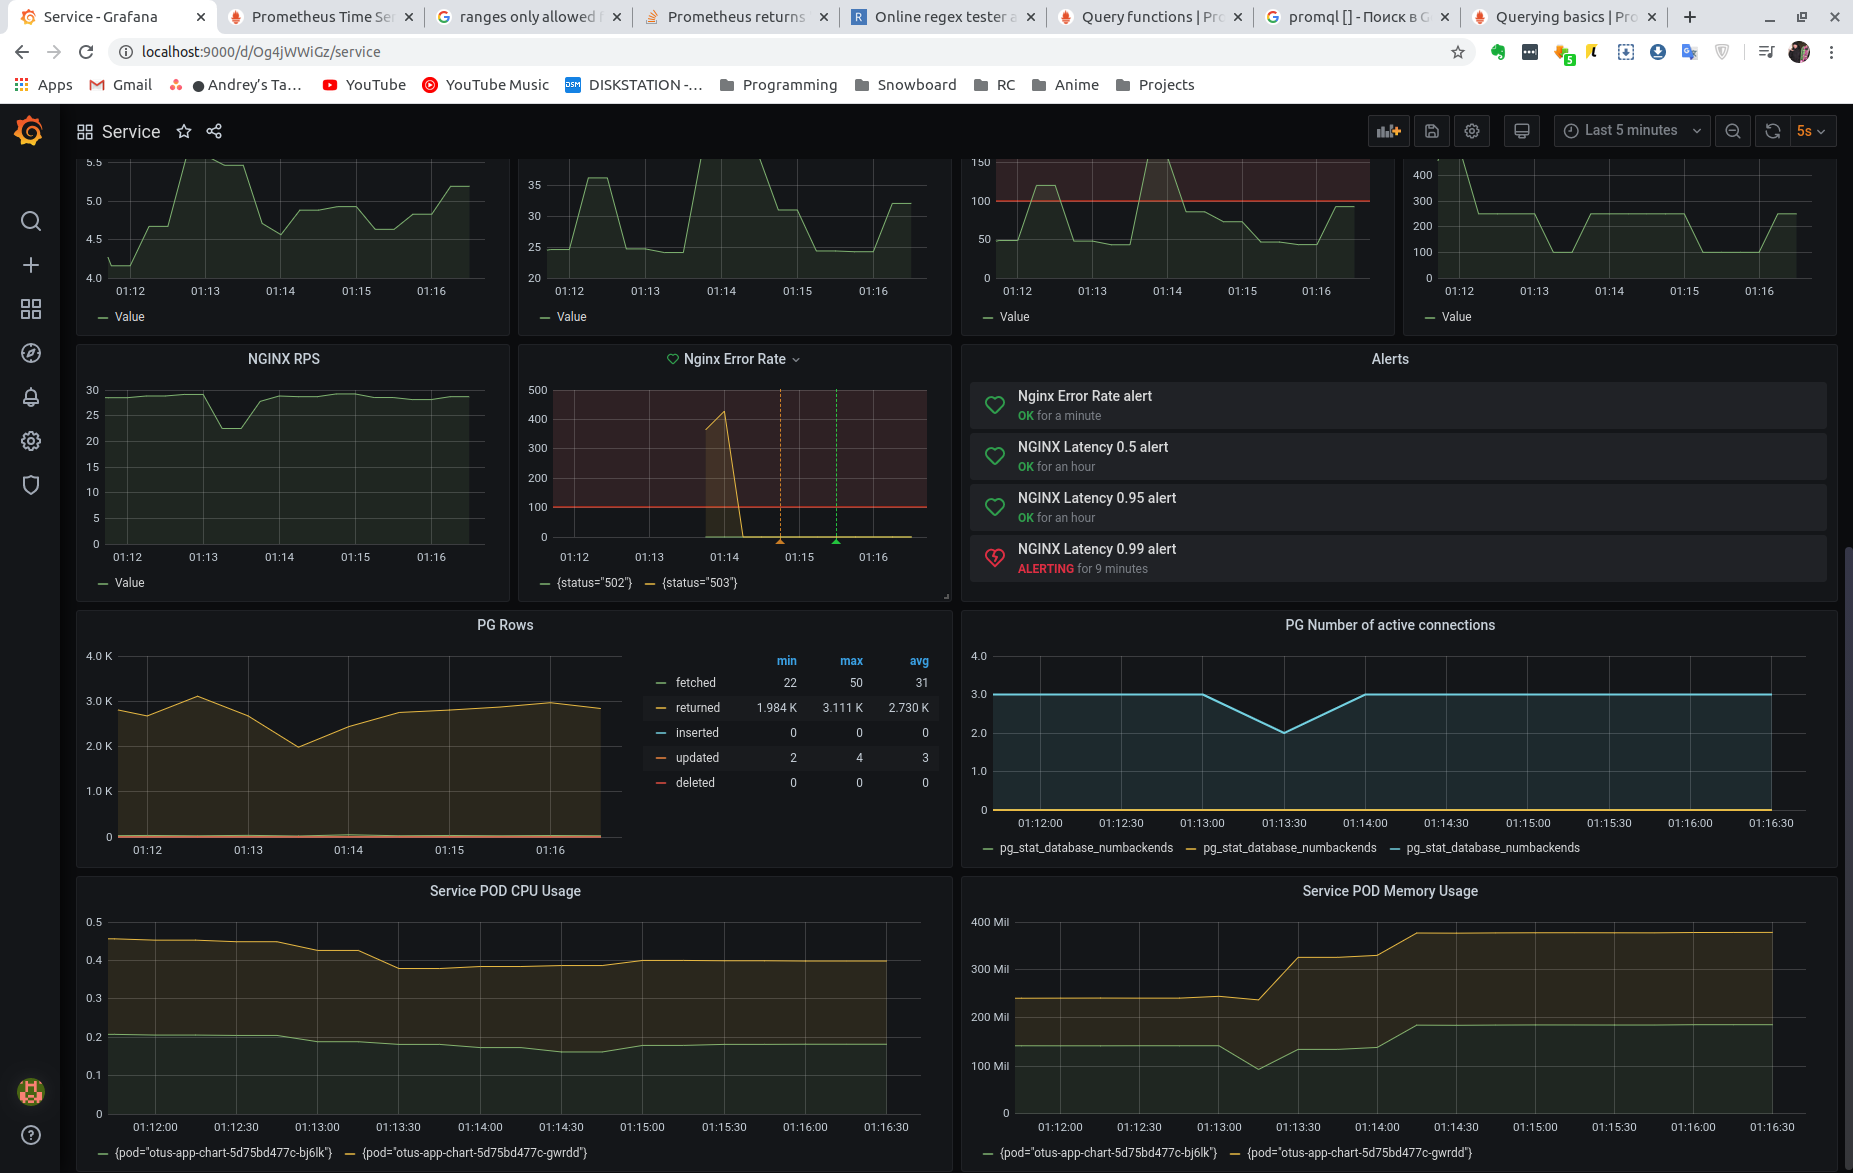 Service - Grafana
Prometheus Time Ser
ranges only allowed f
Prometheus returns
Online regex tester a
Query functions | Pro
promql [] - Поиск в G
Querying basics | Pro
localhost:9000/d/Og4jWWiGz/service
5
Apps
Gmail
Andrey's Ta...
YouTube
YouTube Music
DSM
DISKSTATION -...
Programming
Snowboard
RC
Anime
Projects
Service
Last 5 minutes
5s
5.5
5.0
4.5
4.0
01:12 01:13 01:14 01:15 01:16
Value
35
30
25
20
01:12 01:13 01:14 01:15 01:16
Value
150
100
50
0
01:12 01:13 01:14 01:15 01:16
Value
400
300
200
100
0
01:12 01:13 01:14 01:15 01:16
Value
NGINX RPS
30
25
20
15
10
5
0
01:12 01:13 01:14 01:15 01:16
Value
Nginx Error Rate
500
400
300
200
100
0
01:12 01:13 01:14 01:15 01:16
{status="502"} {status="503"}
Alerts
Nginx Error Rate alert
OK for a minute
NGINX Latency 0.5 alert
OK for an hour
NGINX Latency 0.95 alert
OK for an hour
NGINX Latency 0.99 alert
ALERTING for 9 minutes
PG Rows
4.0 K
3.0 K
2.0 K
1.0 K
0
01:12 01:13 01:14 01:15 01:16
min max avg
fetched 22 50 31
returned 1.984 K 3.111 K 2.730 K
inserted 0 0 0
updated 2 4 3
deleted 0 0 0
PG Number of active connections
4.0
3.0
2.0
1.0
0
01:12:00 01:12:30 01:13:00 01:13:30 01:14:00 01:14:30 01:15:00 01:15:30 01:16:00 01:16:30
pg_stat_database_numbackends pg_stat_database_numbackends pg_stat_database_numbackends
Service POD CPU Usage
0.5
0.4
0.3
0.2
0.1
0
01:12:00 01:12:30 01:13:00 01:13:30 01:14:00 01:14:30 01:15:00 01:15:30 01:16:00 01:16:30
{pod="otus-app-chart-5d75bd477c-bj6lk"} {pod="otus-app-chart-5d75bd477c-gwrdd"}
Service POD Memory Usage
400 Mil
300 Mil
200 Mil
100 Mil
0
01:12:00 01:12:30 01:13:00 01:13:30 01:14:00 01:14:30 01:15:00 01:15:30 01:16:00 01:16:30
{pod="otus-app-chart-5d75bd477c-bj6lk"} {pod="otus-app-chart-5d75bd477c-gwrdd"}